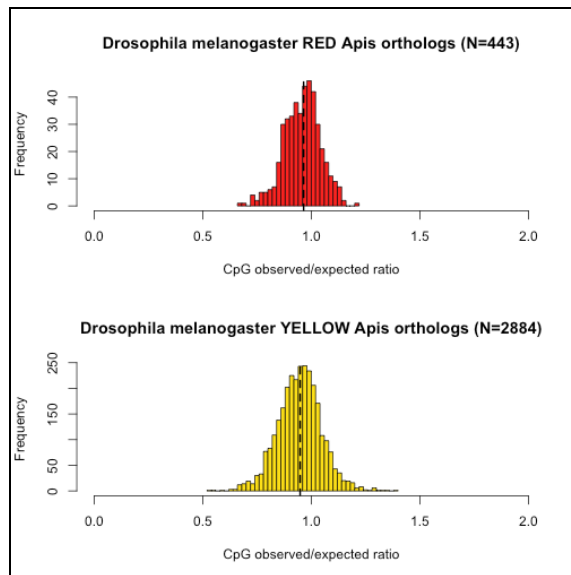 Drosophila melanogaster RED Apis orthologs (N=443)
Frequency
40
30
20
10
0
0.0 0.5 1.0 1.5 2.0
CpG observed/expected ratio
Drosophila melanogaster YELLOW Apis orthologs (N=2884)
Frequency
250
150
50
0
0.0 0.5 1.0 1.5 2.0
CpG observed/expected ratio